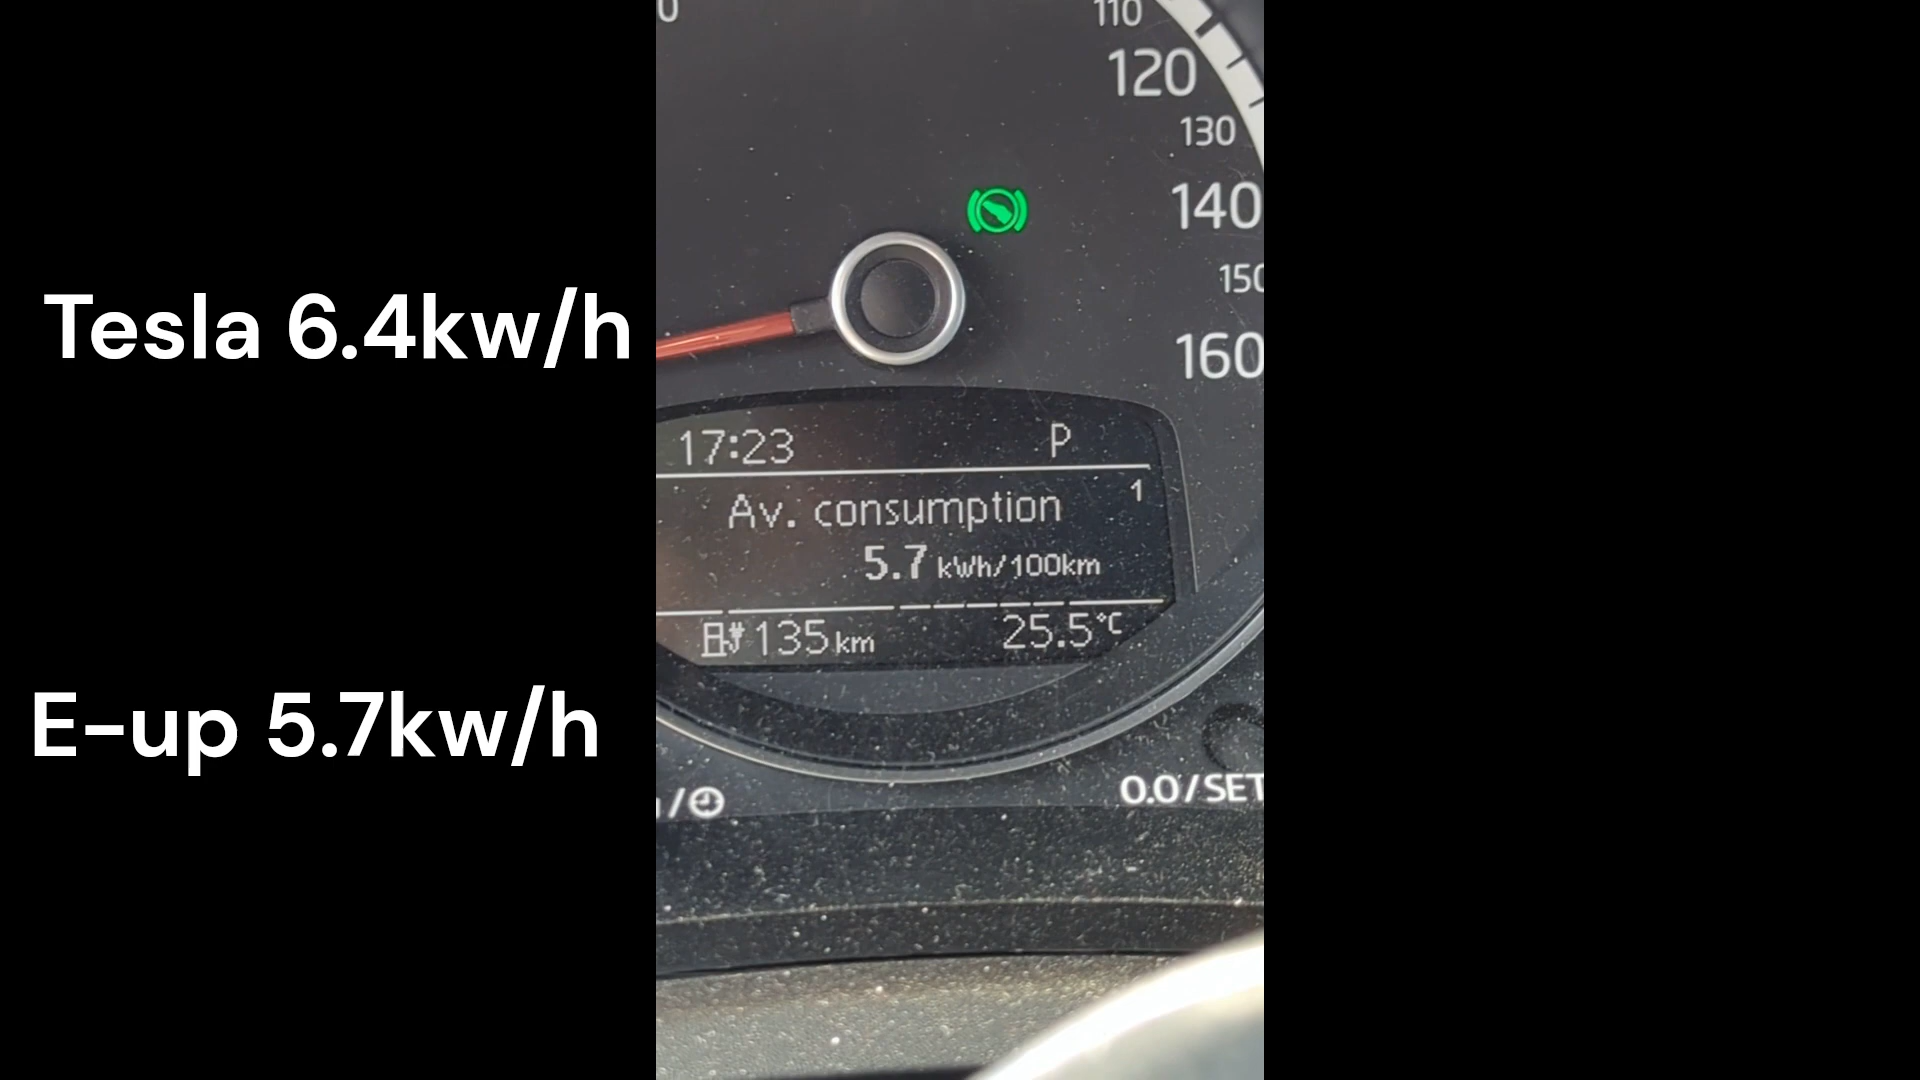 Tesla 6.4kw/h
E-up 5.7kw/h
0
110
120
130
140
150
160
17:23 P
1
Av. consumption
5.7 kWh/100km
135 km 25.5°C
0.0/SET